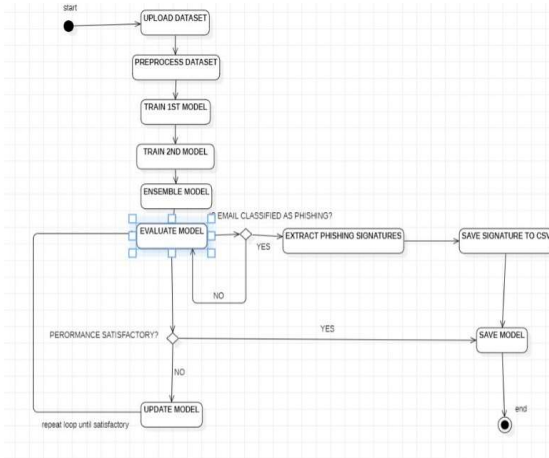 start
UPLOAD DATASET
PREPROCESS DATASET
TRAIN 1ST MODEL
TRAIN 2ND MODEL
ENSEMBLE MODEL
EMAIL CLASSIFIED AS PHISHING?
EVALUATE MODEL
YES
EXTRACT PHISHING SIGNATURES
SAVE SIGNATURE TO CSV
NO
PERORMANCE SATISFACTORY?
YES
SAVE MODEL
NO
UPDATE MODEL
end
repeat loop until satisfactory